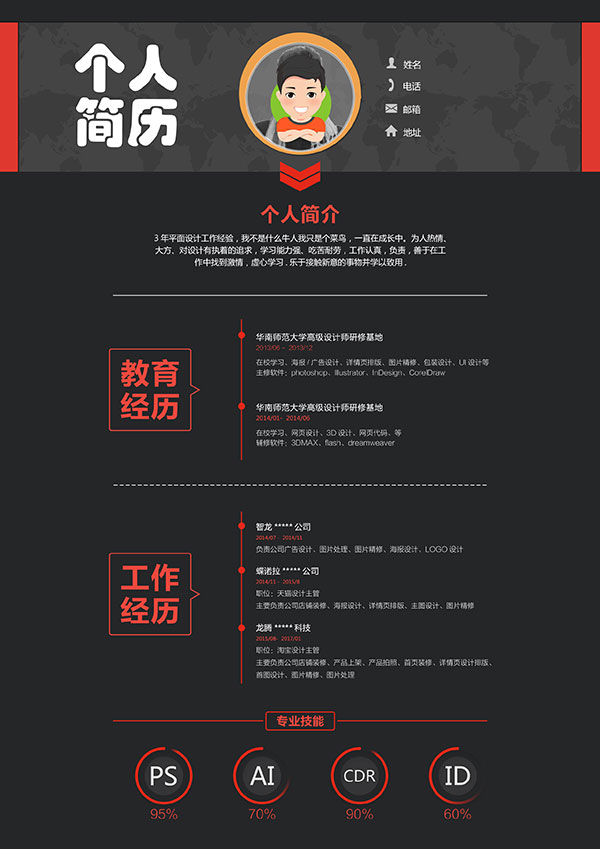 个人
简历
姓名
电话
邮箱
地址
个人简介
3 年平面设计工作经验，我不是什么牛人我只是个菜鸟，一直在成长中。为人热情、
大方、对设计有执着的追求，学习能力强、吃苦耐劳，工作认真，负责，善于在工
作中找到激情，虚心学习 . 乐于接触新意的事物并学以致用 .
教育
经历
华南师范大学高级设计师研修基地
2013/06 - 2013/12
在校学习、海报 / 广告设计、详情页排版、图片精修、包装设计、UI 设计等
主修软件：photoshop、Illustrator、InDesign、CorelDraw
华南师范大学高级设计师研修基地
2014/01- 2014/06
在校学习、网页设计、3D 设计、网页代码、等
辅修软件：3DMAX、flash、dreamweaver
工作
经历
智龙 ***** 公司
2014/07 - 2014/11
负责公司广告设计、图片处理、图片精修、海报设计、LOGO 设计
蝶诺拉 ***** 公司
2014/11 - 2015/8
职位：天猫设计主管
主要负责公司店铺装修、海报设计、详情页排版、主图设计、图片精修
龙腾 ***** 科技
2015/08- 2017/01
职位：淘宝设计主管
主要负责公司店铺装修、产品上架、产品拍照、首页装修、详情页设计排版、
首图设计、图片精修、图片处理
专业技能
PS AI CDR ID
95% 70% 90% 60%